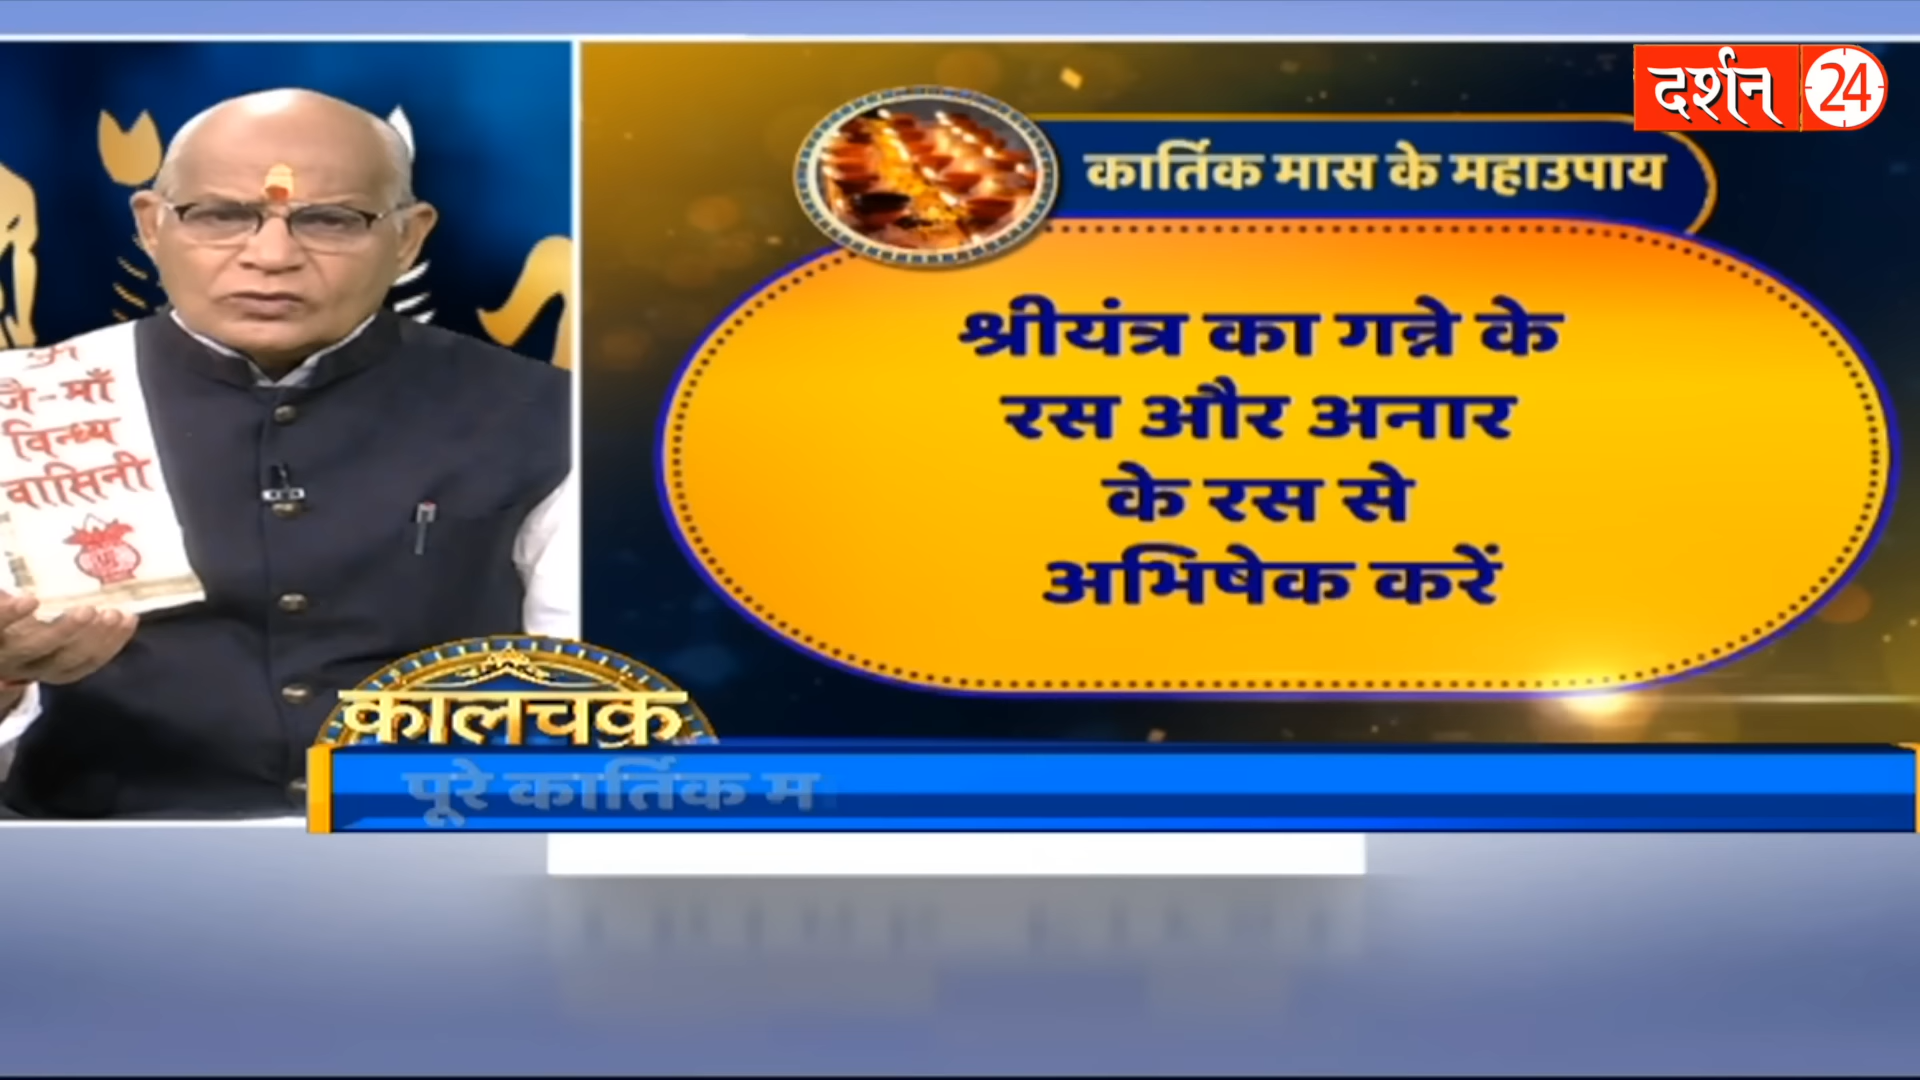 दर्शन 24
कार्तिक मास के महाउपाय
श्रीयंत्र का गन्ने के
रस और अनार
के रस से
अभिषेक करें
जै-माँ
विन्ध्य
वासिनी
कालचक्र
पूरे कार्तिक म